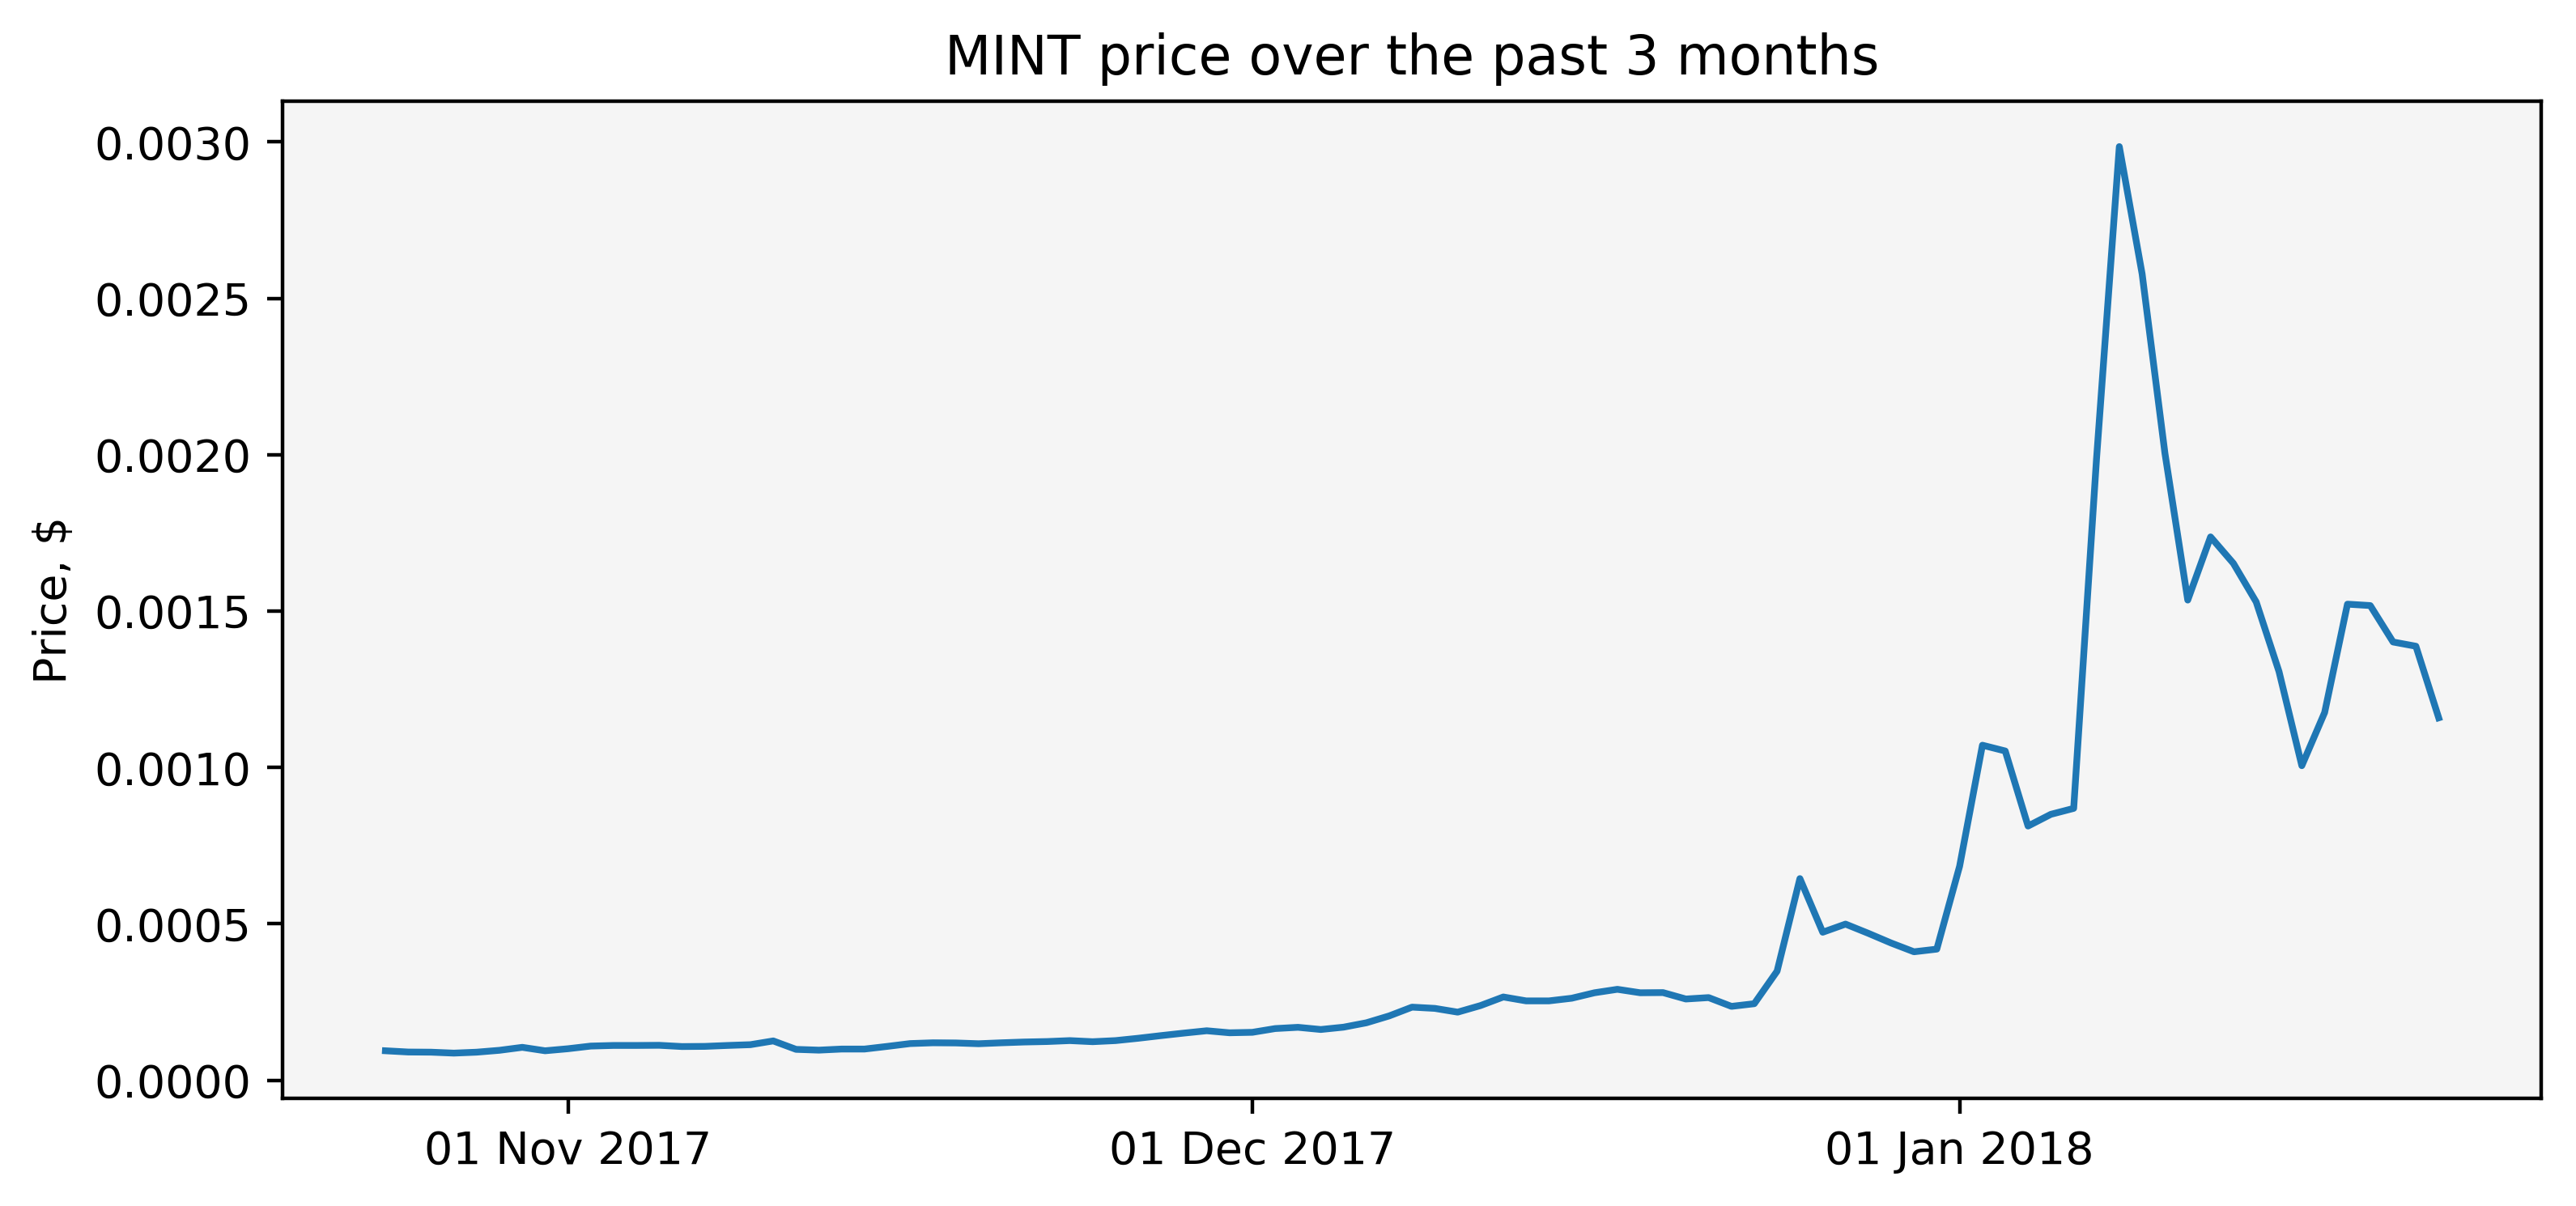 MINT price over the past 3 months
0.0030
0.0025
0.0020
0.0015
0.0010
0.0005
0.0000
Price, $
01 Nov 2017
01 Dec 2017
01 Jan 2018